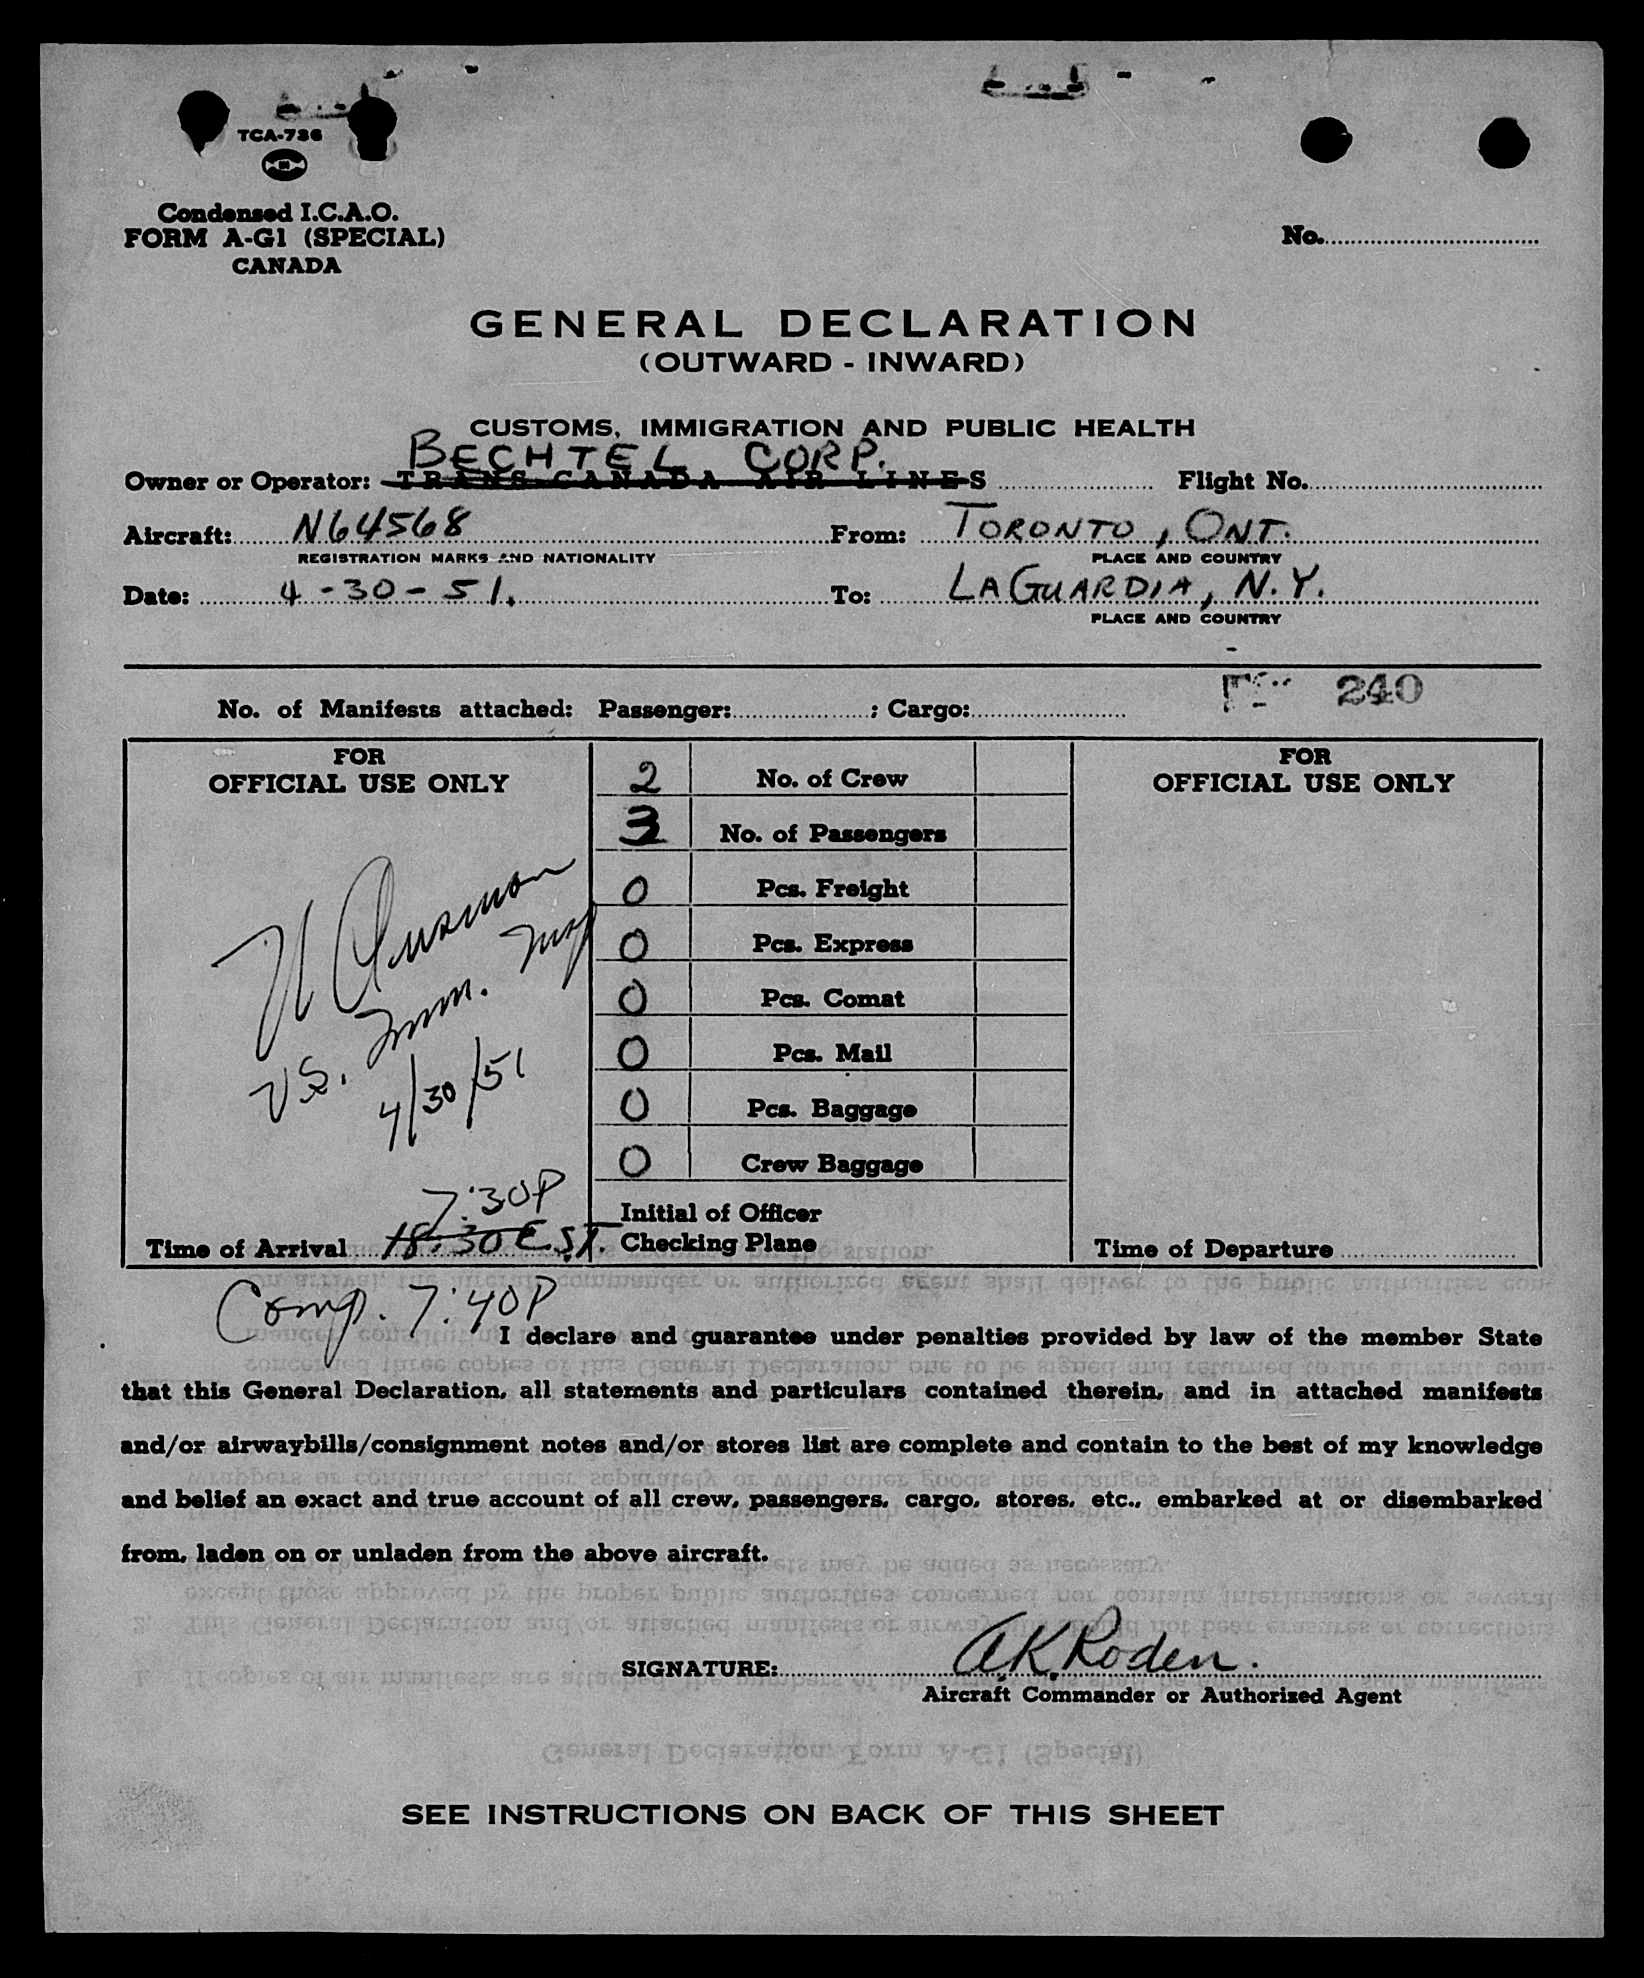 TCA-736
Condensed I.C.A.O.
FORM A-G1 (SPECIAL)
CANADA
No.
GENERAL DECLARATION
(OUTWARD - INWARD)
CUSTOMS, IMMIGRATION AND PUBLIC HEALTH
BECHTEL CORP.
Owner or Operator: TRANS-CANADA AIR LINES Flight No.
Aircraft: N64568 From: TORONTO, ONT.
REGISTRATION MARKS AND NATIONALITY PLACE AND COUNTRY
Date: 4-30-51. To: LAGUARDIA, N.Y.
PLACE AND COUNTRY
240
No. of Manifests attached: Passenger: ; Cargo:
FOR
OFFICIAL USE ONLY
2 No. of Crew
3 No. of Passengers
0 Pcs. Freight
0 Pcs. Express
0 Pcs. Comat
0 Pcs. Mail
0 Pcs. Baggage
0 Crew Baggage
Initial of Officer
Checking Plane
FOR
OFFICIAL USE ONLY
U.S. Imm. Insp
4/30/51
7:30P
Time of Arrival 18:30 E.S.T.
Time of Departure
Comp. 7:40P
I declare and guarantee under penalties provided by law of the member State
that this General Declaration, all statements and particulars contained therein, and in attached manifests
and/or airwaybills/consignment notes and/or stores list are complete and contain to the best of my knowledge
and belief an exact and true account of all crew, passengers, cargo, stores, etc., embarked at or disembarked
from, laden on or unladen from the above aircraft.
SIGNATURE: A.K. Roden.
Aircraft Commander or Authorized Agent
General Declaration, Form A-G1 (Special)
SEE INSTRUCTIONS ON BACK OF THIS SHEET